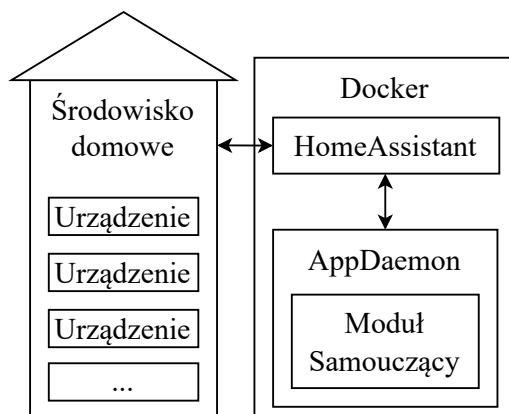 Środowisko
domowe
Urządzenie
Urządzenie
Urządzenie
...
Docker
HomeAssistant
AppDaemon
Moduł
Samouczący